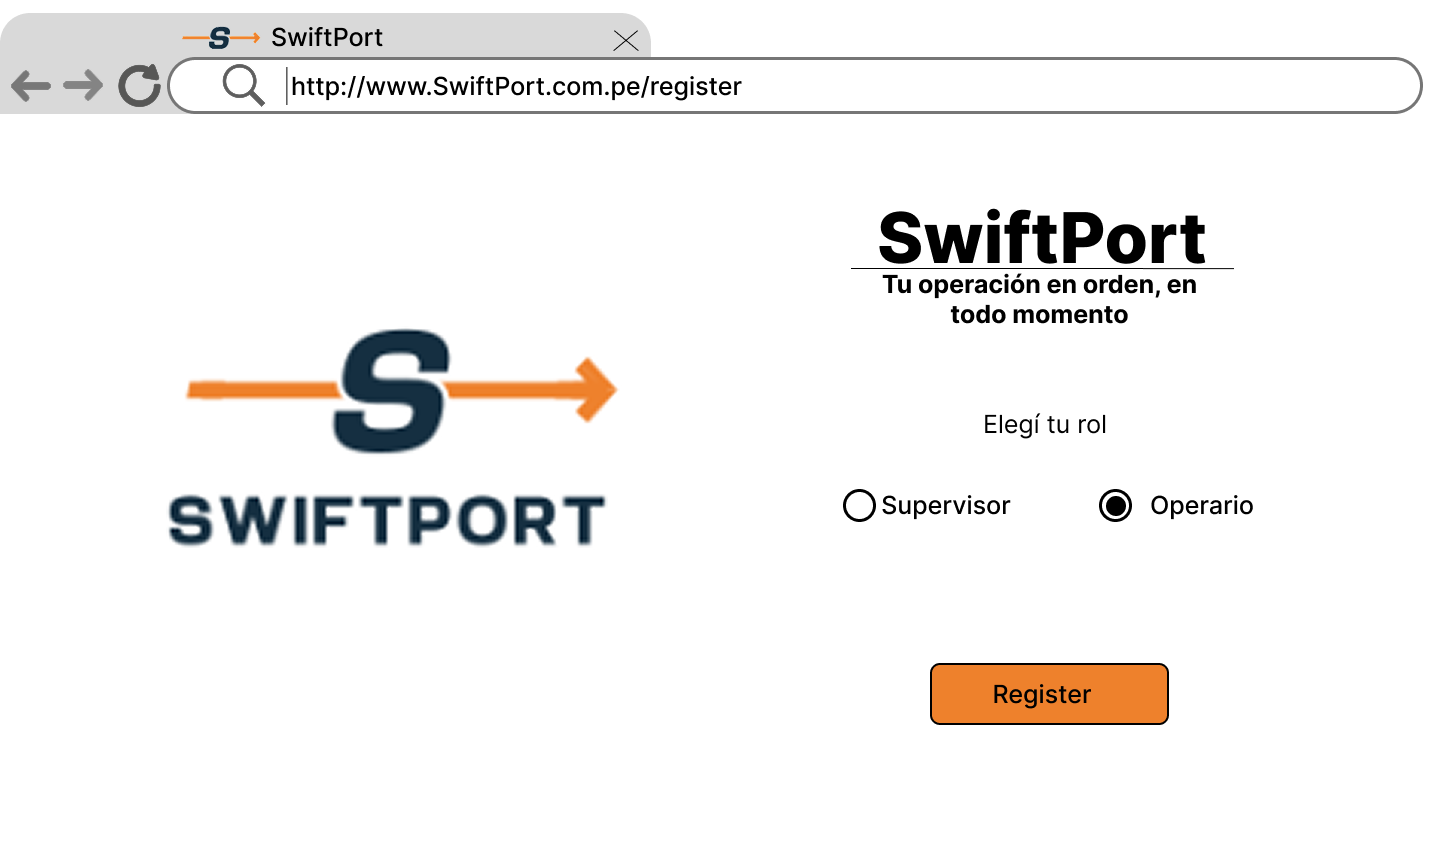 SwiftPort
http://www.SwiftPort.com.pe/register
SWIFTPORT
SwiftPort
Tu operación en orden, en
todo momento
Elegí tu rol
Supervisor
Operario
Register